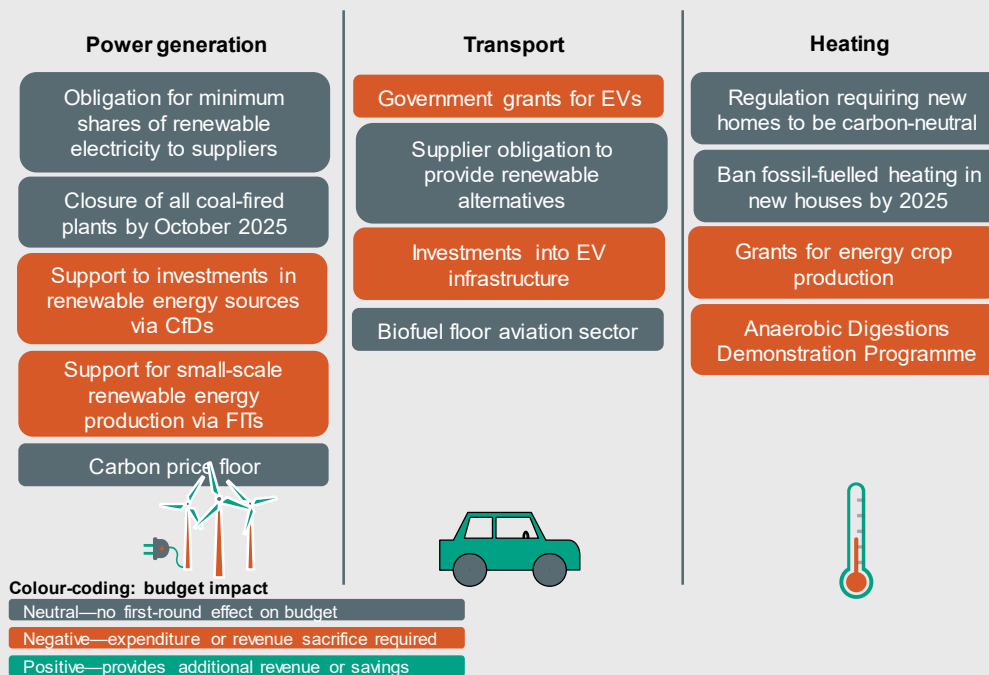 Power generation
Obligation for minimum
shares of renewable
electricity to suppliers
Closure of all coal-fired
plants by October 2025
Support to investments in
renewable energy sources
via CfDs
Support for small-scale
renewable energy
production via FITs
Carbon price floor
Transport
Government grants for EVs
Supplier obligation to
provide renewable
alternatives
Investments into EV
infrastructure
Biofuel floor aviation sector
Heating
Regulation requiring new
homes to be carbon-neutral
Ban fossil-fuelled heating in
new houses by 2025
Grants for energy crop
production
Anaerobic Digestions
Demonstration Programme
Colour-coding: budget impact
Neutral—no first-round effect on budget
Negative—expenditure or revenue sacrifice required
Positive—provides additional revenue or savings